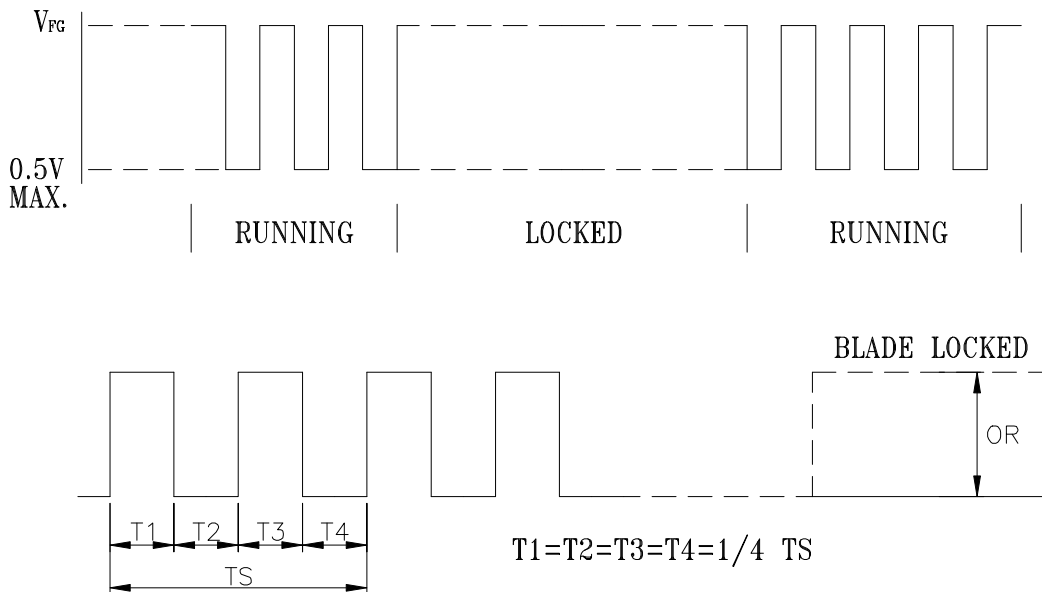 VFG
0.5V
MAX.
RUNNING
LOCKED
RUNNING
BLADE LOCKED
OR
T1
T2
T3
T4
TS
T1=T2=T3=T4=1/4 TS